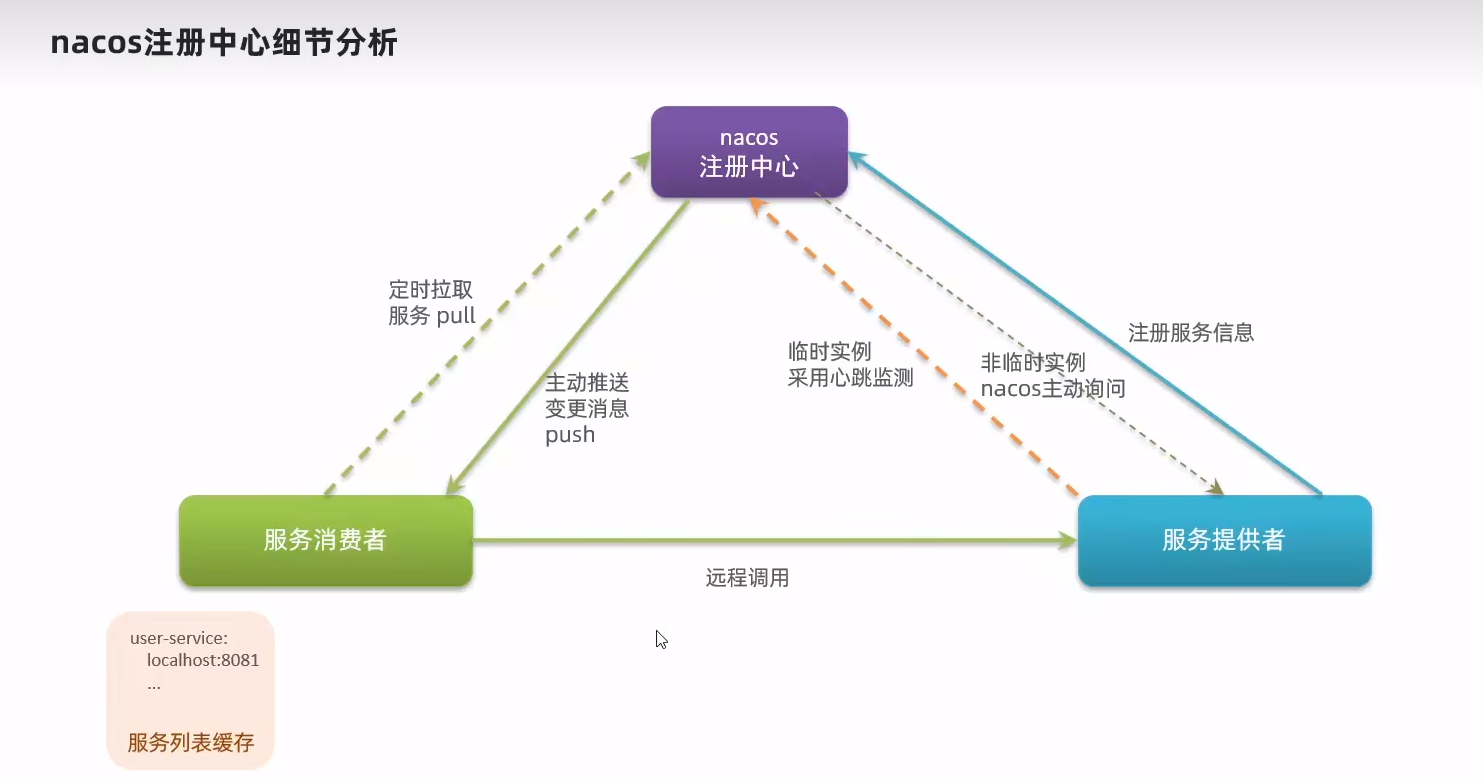 nacos注册中心细节分析
nacos
注册中心
定时拉取
服务 pull
主动推送
变更消息
push
临时实例
采用心跳监测
非临时实例
nacos主动询问
注册服务信息
服务消费者
服务提供者
远程调用
user-service:
localhost:8081
...
服务列表缓存